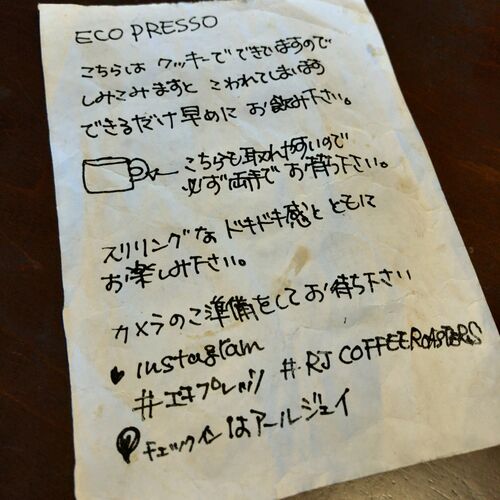 ECO PRESSO
こちらは クッキーで できていますので
しみこみますと こわれてしまいます
できるだけ早めに お飲み下さい。
こちらも取れ易いので
必ず両手で お持ち下さい。
スリリングな ドキドキ感と ともに
お楽しみ下さい。
カメラのご準備をして お待ち下さい
Instagram
#エコプレッソ #RJ COFFEE ROASTERS
チェックインはアールジェイ